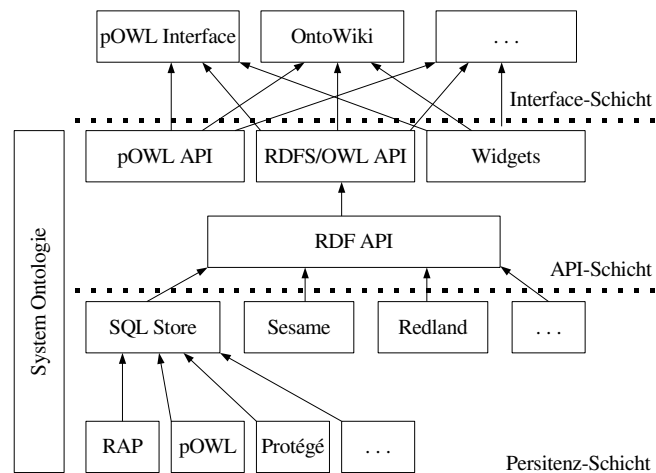 pOWL Interface
OntoWiki
. . .
Interface-Schicht
pOWL API
RDFS/OWL API
Widgets
RDF API
API-Schicht
System Ontologie
SQL Store
Sesame
Redland
. . .
RAP
pOWL
Protégé
. . .
Persitenz-Schicht